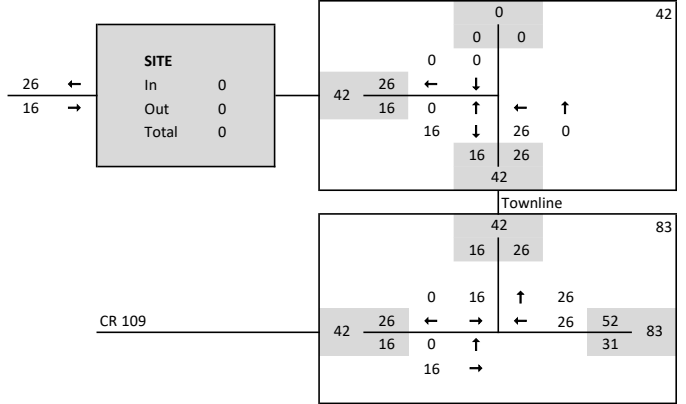 0 42
0 0
SITE 0 0
26 ← In 0 42 26 ← ↓
16 → Out 0 16 0 ↑ ← ↑
Total 0 16 ↓ 26 0
16 26
42
Townline
42 83
16 26
0 16 ↑ 26
CR 109 42 26 ← → ← 26 52 83
16 0 ↑ 31
16 →